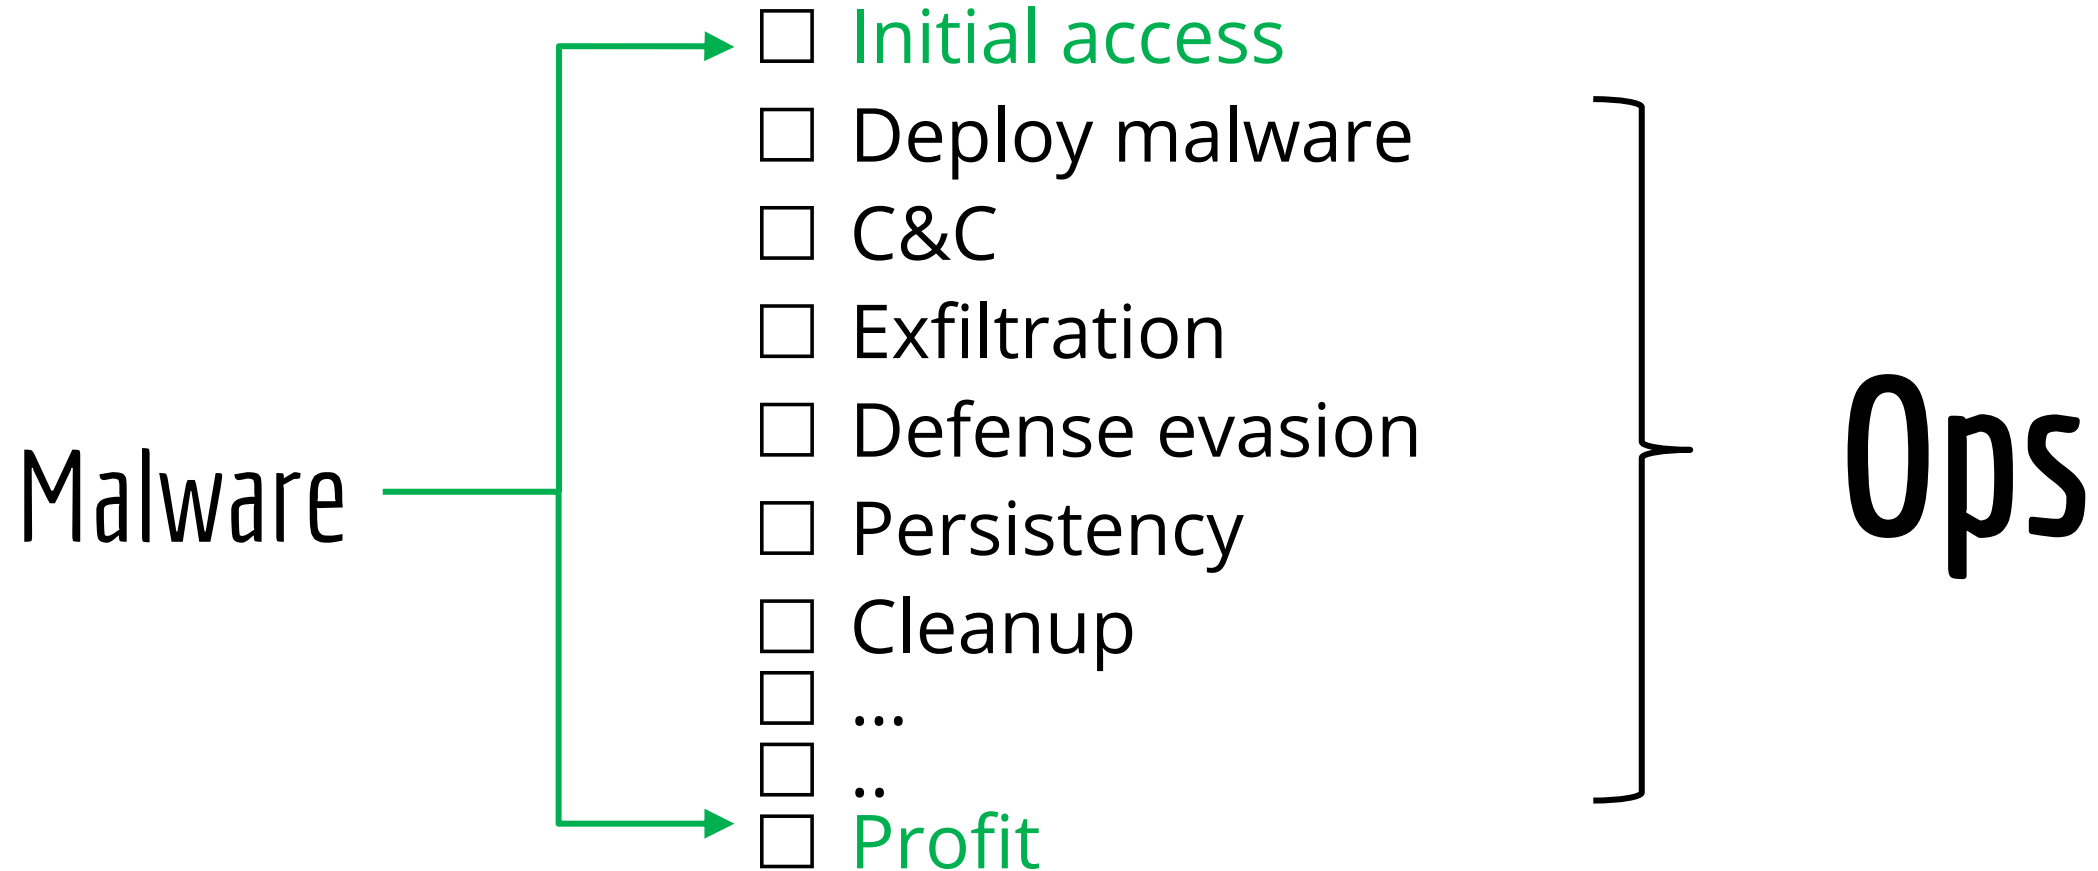 Malware
Initial access
Deploy malware
C&C
Exfiltration
Defense evasion
Persistency
Cleanup
...
..
Profit
Ops